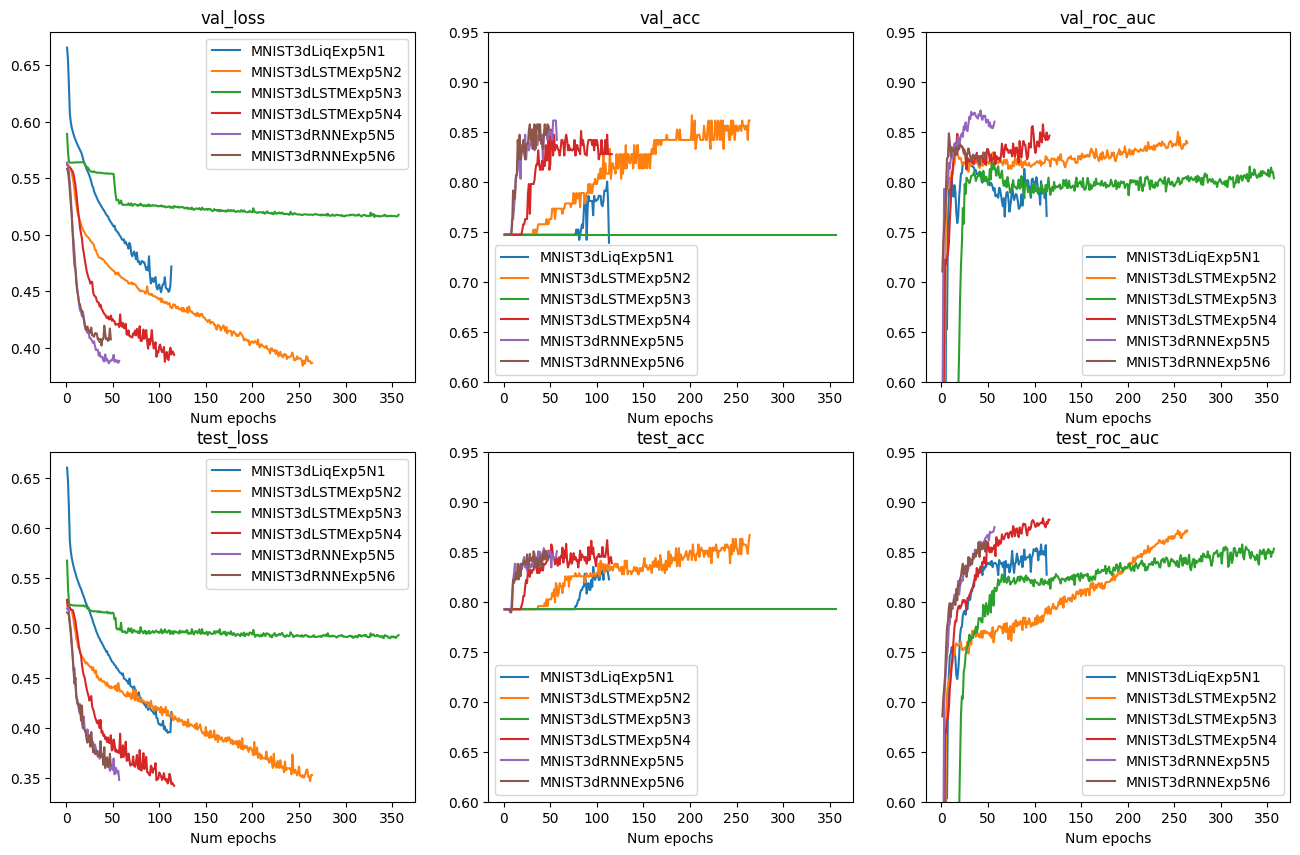 val_loss
0.65
0.60
0.55
0.50
0.45
0.40
0 50 100 150 200 250 300 350
Num epochs
MNIST3dLiqExp5N1
MNIST3dLSTMExp5N2
MNIST3dLSTMExp5N3
MNIST3dLSTMExp5N4
MNIST3dRNNExp5N5
MNIST3dRNNExp5N6
val_acc
0.95
0.90
0.85
0.80
0.75
0.70
0.65
0.60
MNIST3dLiqExp5N1
MNIST3dLSTMExp5N2
MNIST3dLSTMExp5N3
MNIST3dLSTMExp5N4
MNIST3dRNNExp5N5
MNIST3dRNNExp5N6
0 50 100 150 200 250 300 350
Num epochs
val_roc_auc
0.95
0.90
0.85
0.80
0.75
0.70
0.65
0.60
MNIST3dLiqExp5N1
MNIST3dLSTMExp5N2
MNIST3dLSTMExp5N3
MNIST3dLSTMExp5N4
MNIST3dRNNExp5N5
MNIST3dRNNExp5N6
0 50 100 150 200 250 300 350
Num epochs
test_loss
0.65
0.60
0.55
0.50
0.45
0.40
0.35
MNIST3dLiqExp5N1
MNIST3dLSTMExp5N2
MNIST3dLSTMExp5N3
MNIST3dLSTMExp5N4
MNIST3dRNNExp5N5
MNIST3dRNNExp5N6
0 50 100 150 200 250 300 350
Num epochs
test_acc
0.95
0.90
0.85
0.80
0.75
0.70
0.65
0.60
MNIST3dLiqExp5N1
MNIST3dLSTMExp5N2
MNIST3dLSTMExp5N3
MNIST3dLSTMExp5N4
MNIST3dRNNExp5N5
MNIST3dRNNExp5N6
0 50 100 150 200 250 300 350
Num epochs
test_roc_auc
0.95
0.90
0.85
0.80
0.75
0.70
0.65
0.60
MNIST3dLiqExp5N1
MNIST3dLSTMExp5N2
MNIST3dLSTMExp5N3
MNIST3dLSTMExp5N4
MNIST3dRNNExp5N5
MNIST3dRNNExp5N6
0 50 100 150 200 250 300 350
Num epochs